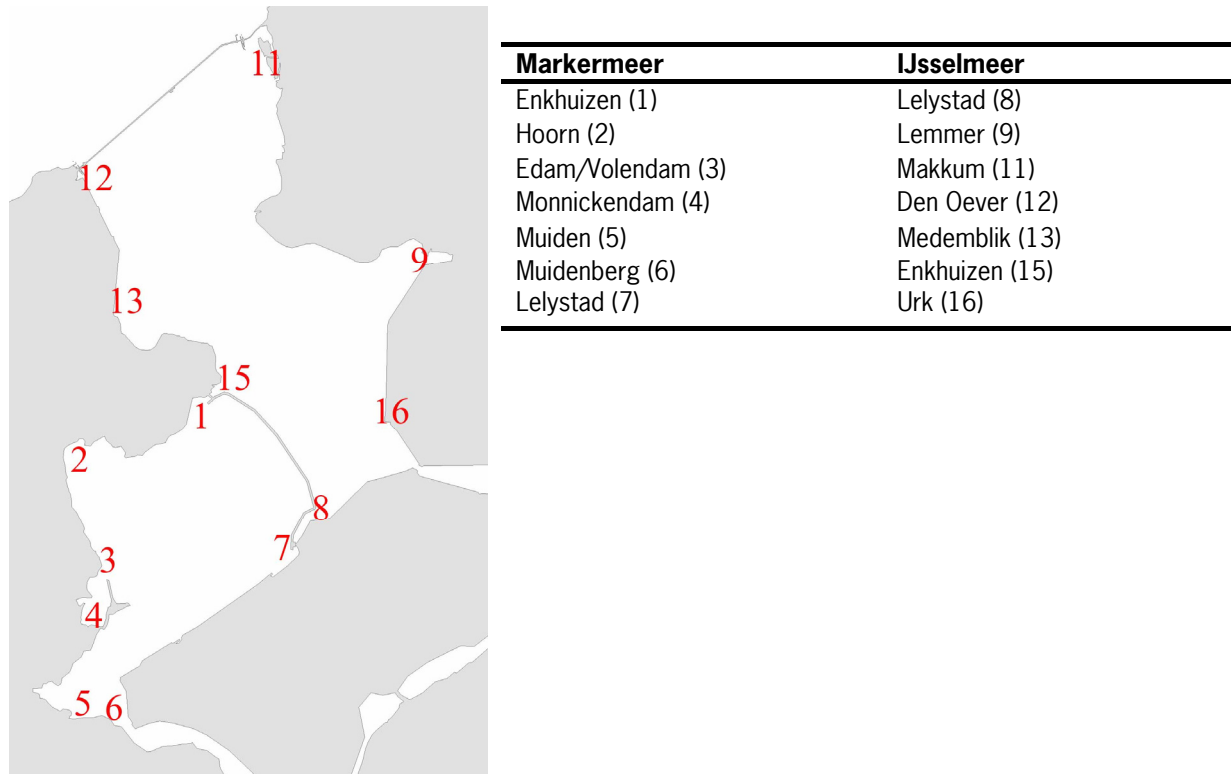 11
12
9
13
15
1
16
2
8
7
3
4
5
6
Markermeer IJsselmeer
Enkhuizen (1) Lelystad (8)
Hoorn (2) Lemmer (9)
Edam/Volendam (3) Makkum (11)
Monnickendam (4) Den Oever (12)
Muiden (5) Medemblik (13)
Muidenberg (6) Enkhuizen (15)
Lelystad (7) Urk (16)